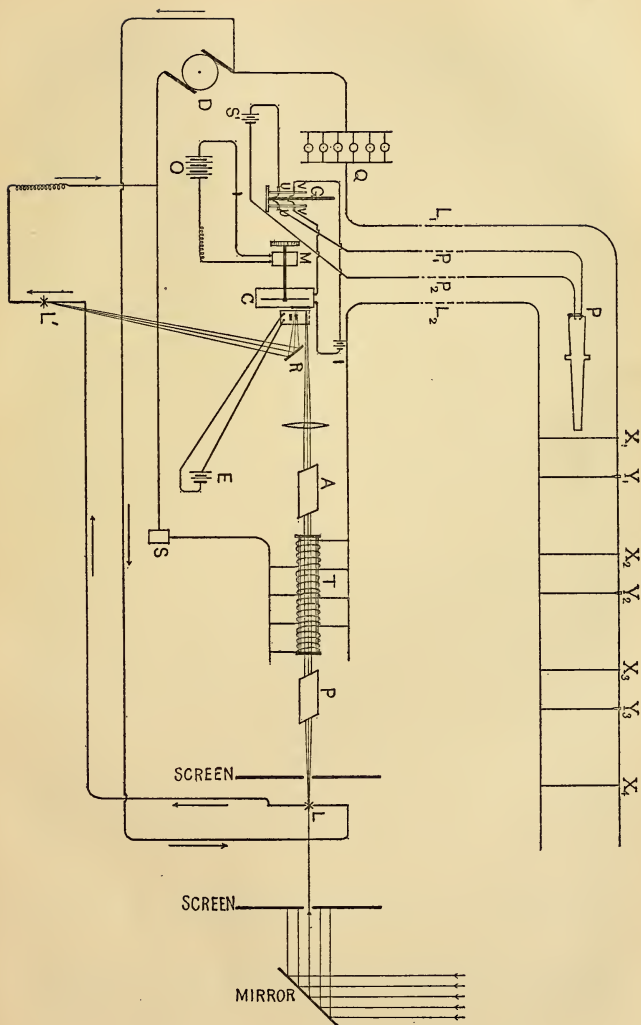 D
S'
Q
O
U
V
G
V
U
M
C
I
R
L'
E
A
S
T
P
L₁
P₁
P₂
L₂
P
X₁
Y₁
X₂
Y₂
X₃
Y₃
X₄
SCREEN
L
SCREEN
MIRROR